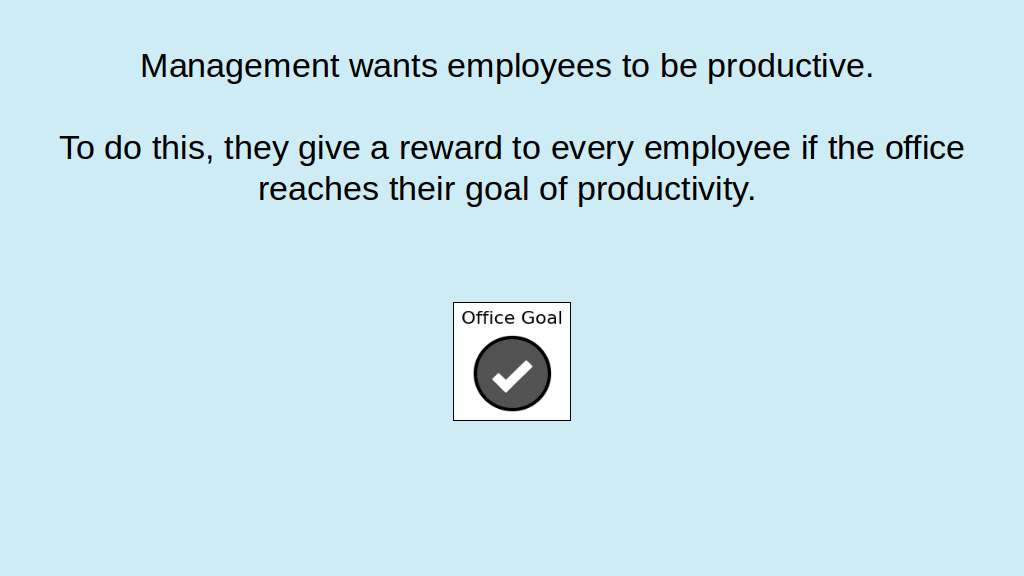 Management wants employees to be productive.
To do this, they give a reward to every employee if the office
reaches their goal of productivity.
Office Goal